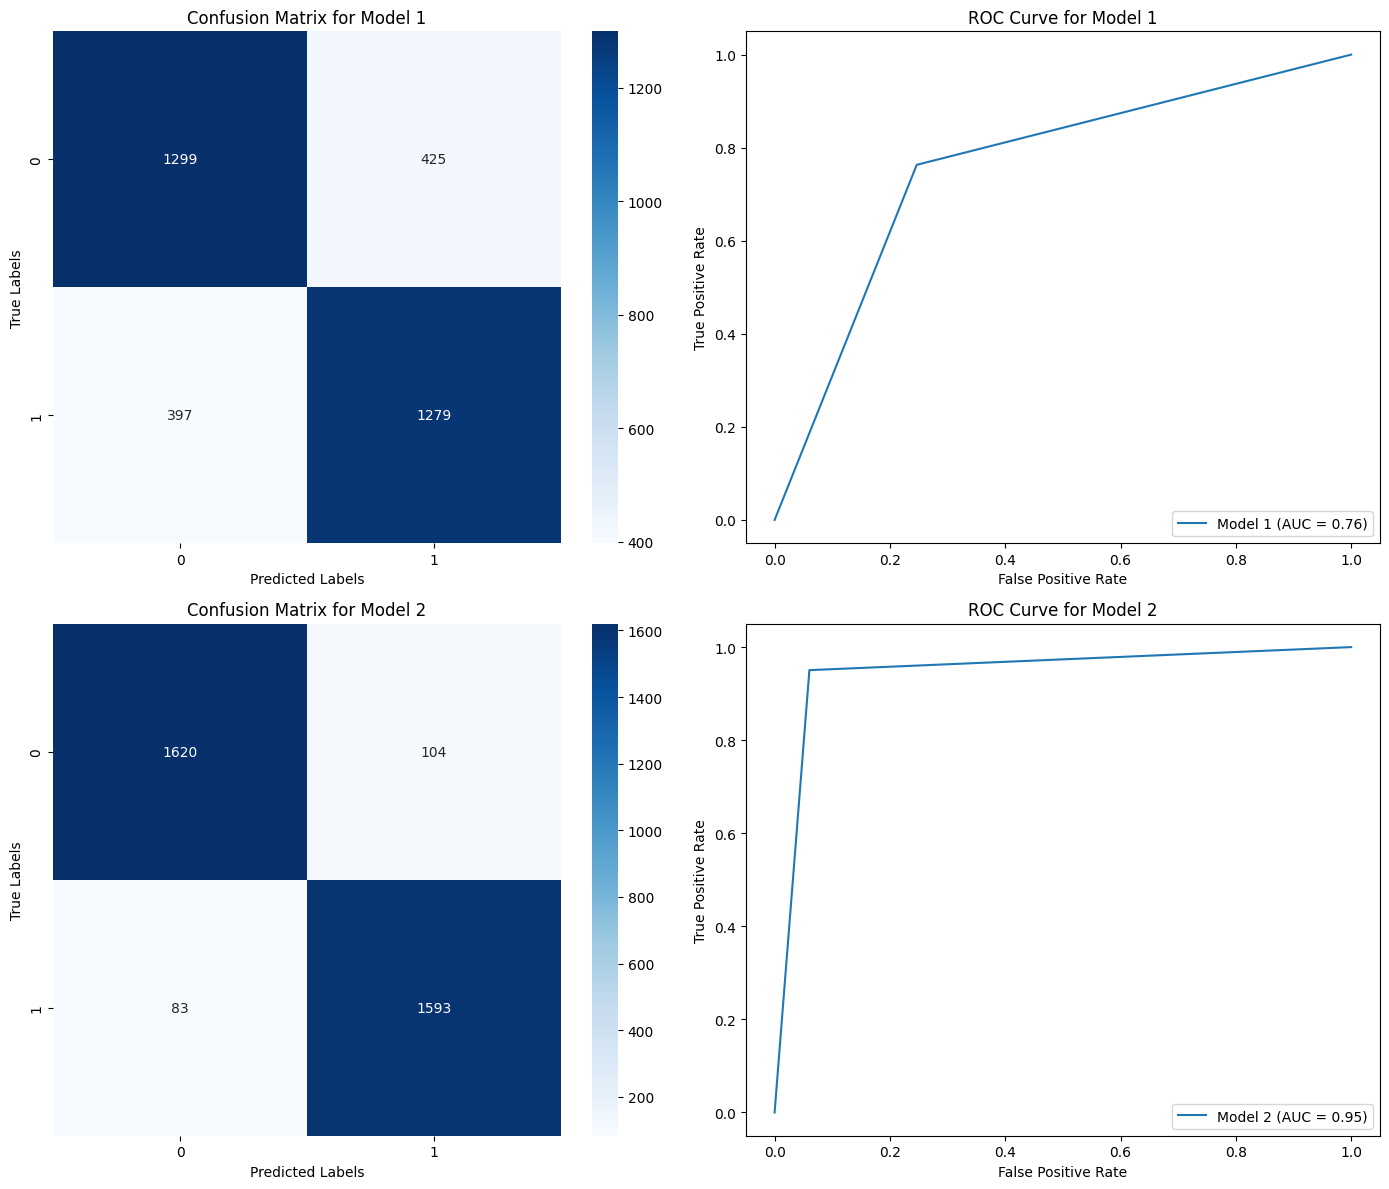 Confusion Matrix for Model 1
1299 425
397 1279
0
1
True Labels
0 1
Predicted Labels
1200
1000
800
600
400
ROC Curve for Model 1
1.0
0.8
0.6
0.4
0.2
0.0
True Positive Rate
Model 1 (AUC = 0.76)
0.0 0.2 0.4 0.6 0.8 1.0
False Positive Rate
Confusion Matrix for Model 2
1620 104
83 1593
0
1
True Labels
0 1
Predicted Labels
1600
1400
1200
1000
800
600
400
200
ROC Curve for Model 2
1.0
0.8
0.6
0.4
0.2
0.0
True Positive Rate
Model 2 (AUC = 0.95)
0.0 0.2 0.4 0.6 0.8 1.0
False Positive Rate